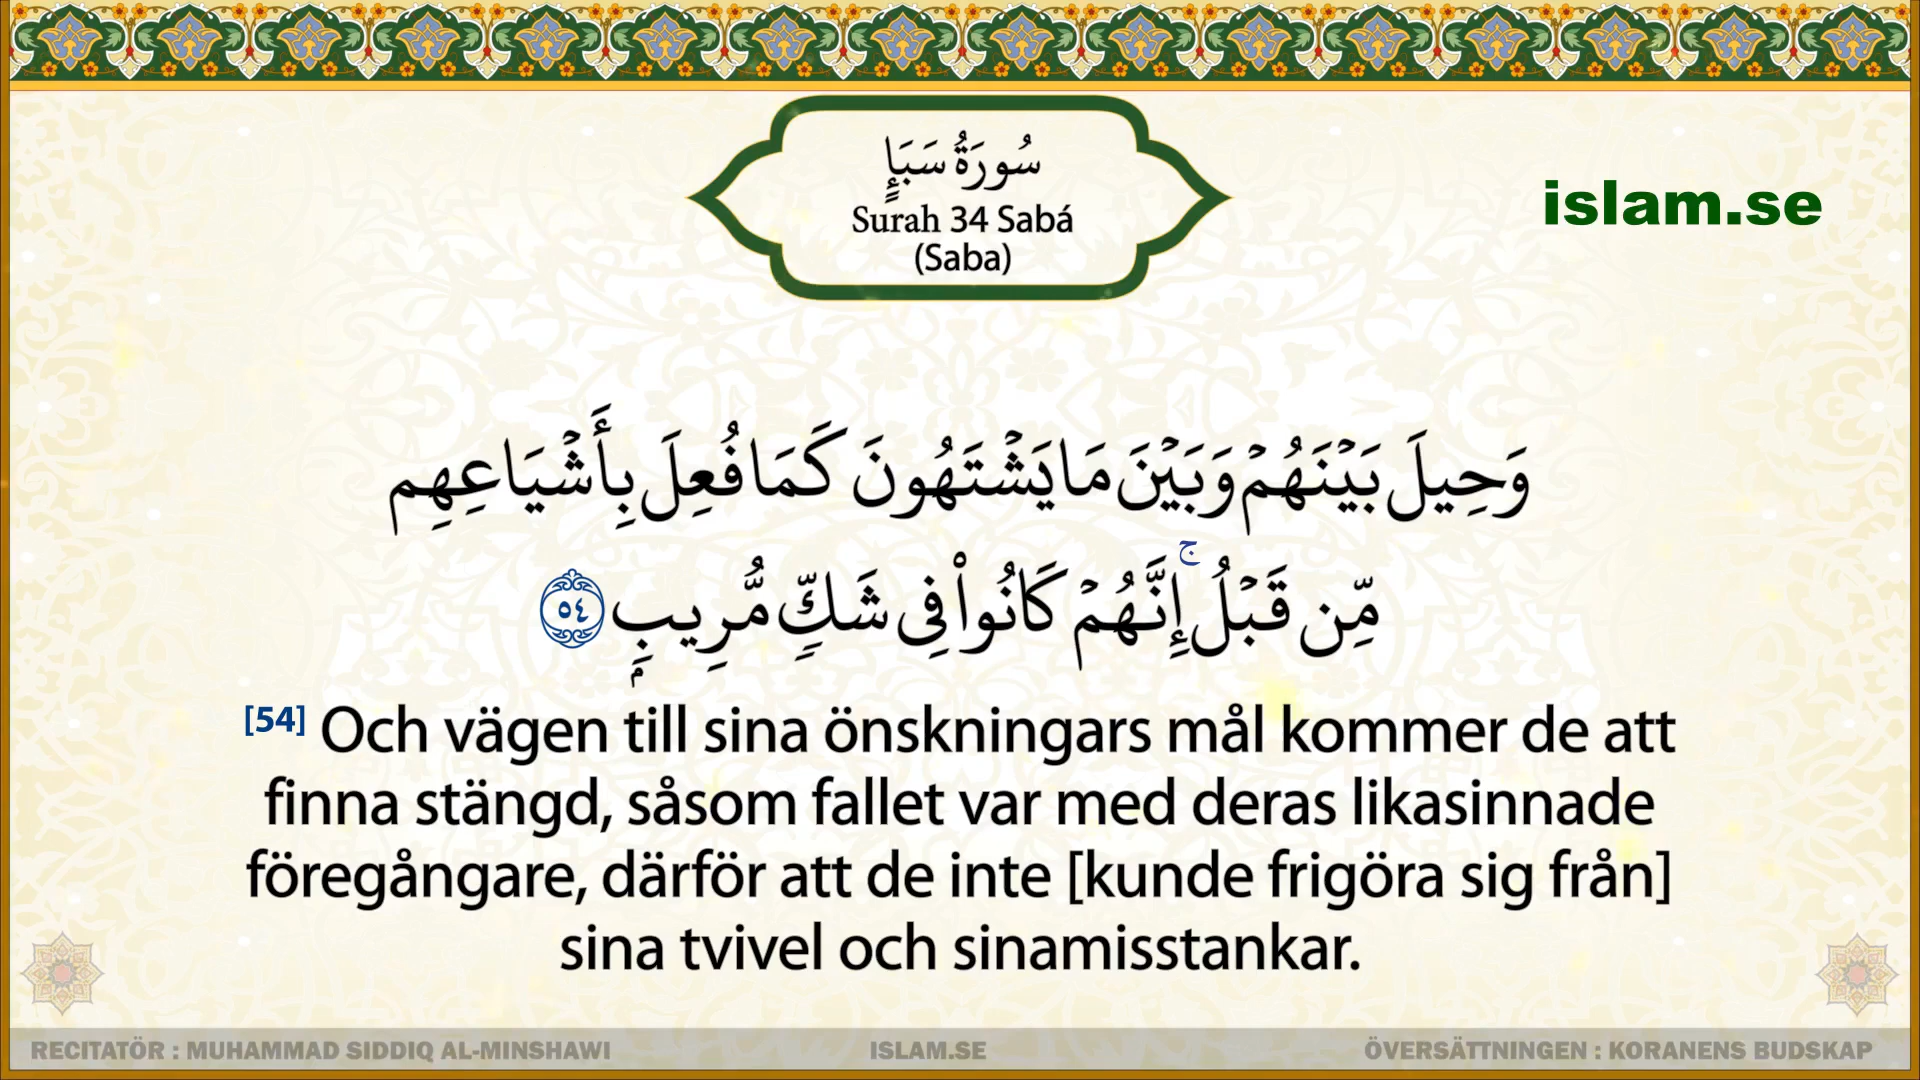 سُورَةُ سَبَإٍ
Surah 34 Sabá
(Saba)
islam.se
وَحِيلَ بَيْنَهُمْ وَبَيْنَ مَا يَشْتَهُونَ كَمَا فُعِلَ بِأَشْيَاعِهِم
مِّن قَبْلُ ۚ إِنَّهُمْ كَانُوا۟ فِى شَكٍّ مُّرِيبٍۭ ٥٤
[54] Och vägen till sina önskningars mål kommer de att
finna stängd, såsom fallet var med deras likasinnade
föregångare, därför att de inte [kunde frigöra sig från]
sina tvivel och sinamisstankar.
RECITATÖR : MUHAMMAD SIDDIQ AL-MINSHAWI
ISLAM.SE
ÖVERSÄTTNINGEN : KORANENS BUDSKAP